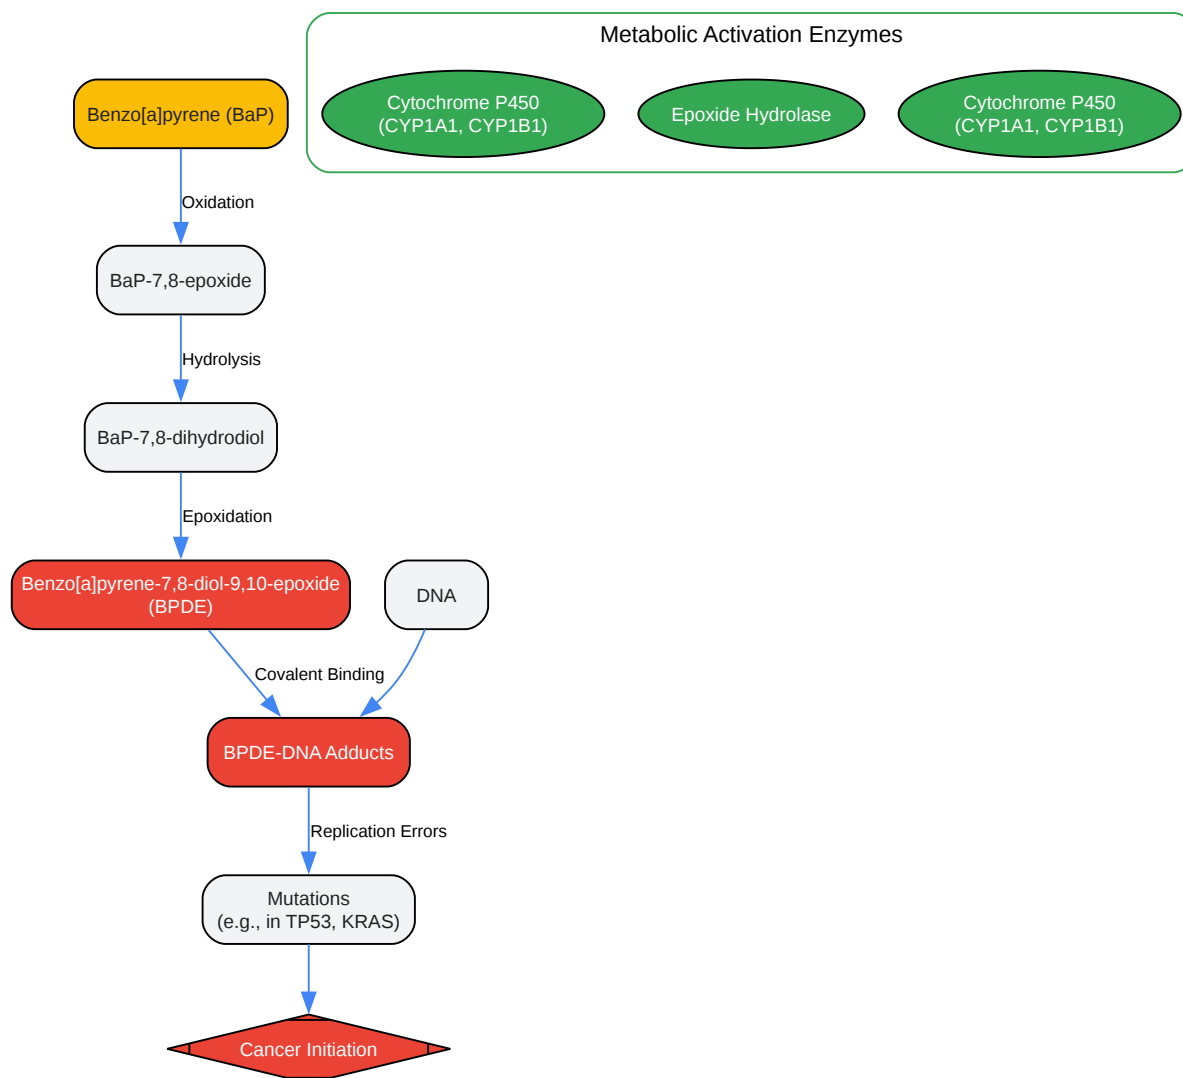 Metabolic Activation Enzymes
Benzo[a]pyrene (BaP)
Cytochrome P450
(CYP1A1, CYP1B1)
Epoxide Hydrolase
Cytochrome P450
(CYP1A1, CYP1B1)
Oxidation
BaP-7,8-epoxide
Hydrolysis
BaP-7,8-dihydrodiol
Epoxidation
Benzo[a]pyrene-7,8-diol-9,10-epoxide
(BPDE)
DNA
Covalent Binding
BPDE-DNA Adducts
Replication Errors
Mutations
(e.g., in TP53, KRAS)
Cancer Initiation